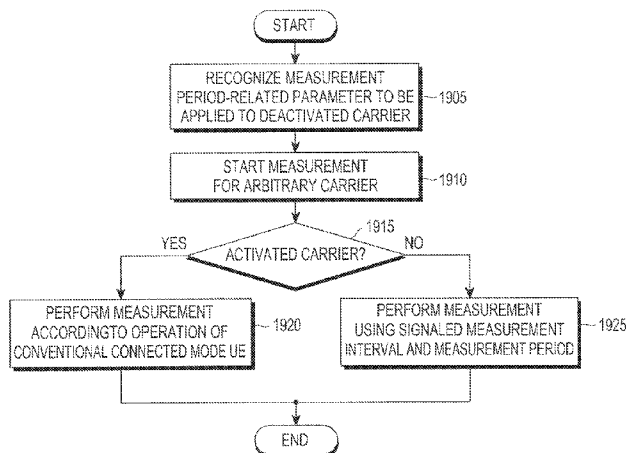 START
RECOGNIZE MEASUREMENT
PERIOD-RELATED PARAMETER TO BE
APPLIED TO DEACTIVATED CARRIER
1905
START MEASUREMENT
FOR ARBITRARY CARRIER
1910
1915
YES
ACTIVATED CARRIER?
NO
PERFORM MEASUREMENT
ACCORDINGTO OPERATION OF
CONVENTIONAL CONNECTED MODE UE
1920
PERFORM MEASUREMENT
USING SIGNALED MEASUREMENT
INTERVAL AND MEASUREMENT PERIOD
1925
END